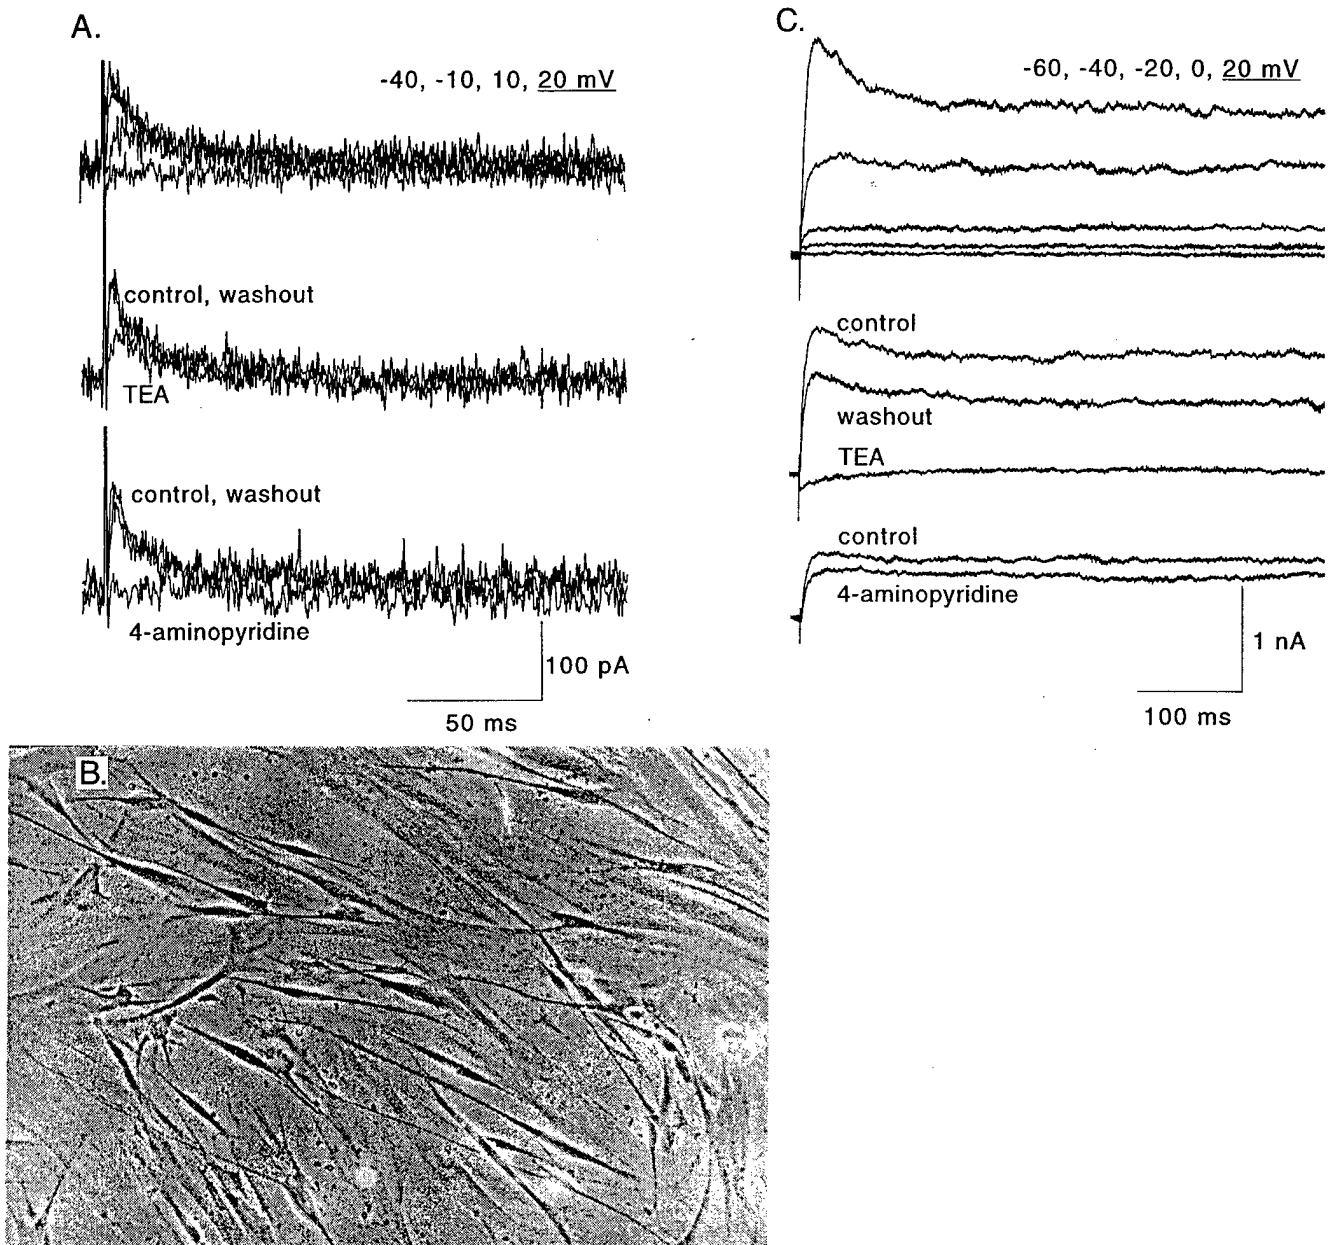 A.
-40, -10, 10, 20 mV
control, washout
TEA
control, washout
4-aminopyridine
100 pA
50 ms
B.
C.
-60, -40, -20, 0, 20 mV
control
washout
TEA
control
4-aminopyridine
1 nA
100 ms